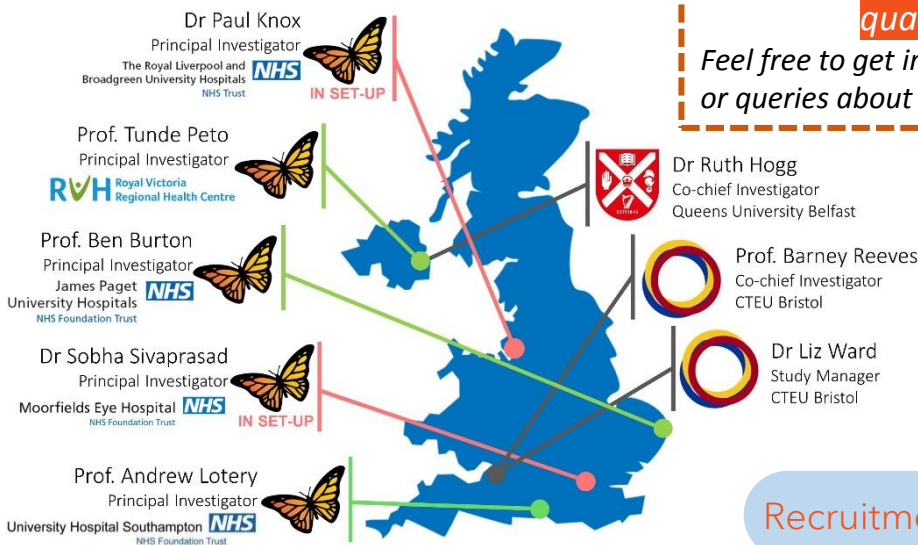 Dr Paul Knox
Principal Investigator
The Royal Liverpool and
Broadgreen University Hospitals
NHS
NHS Trust
IN SET-UP
Prof. Tunde Peto
Principal Investigator
RVH Royal Victoria
Regional Health Centre
Prof. Ben Burton
Principal Investigator
James Paget
University Hospitals
NHS
NHS Foundation Trust
Dr Sobha Sivaprasad
Principal Investigator
Moorfields Eye Hospital NHS
NHS Foundation Trust
IN SET-UP
Prof. Andrew Lotery
Principal Investigator
University Hospital Southampton NHS
NHS Foundation Trust
qua
Feel free to get in
or queries about
Dr Ruth Hogg
Co-chief Investigator
Queens University Belfast
Prof. Barney Reeves
Co-chief Investigator
CTEU Bristol
Dr Liz Ward
Study Manager
CTEU Bristol
Recruitme